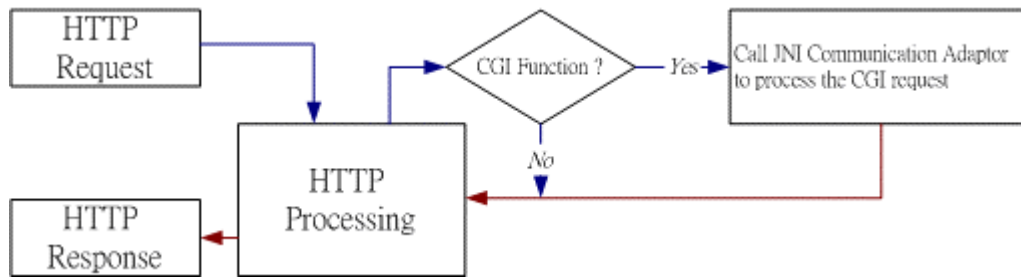 HTTP
Request
CGI Function ?
Yes
Call JNI Communication Adaptor
to process the CGI request
No
HTTP
Processing
HTTP
Response